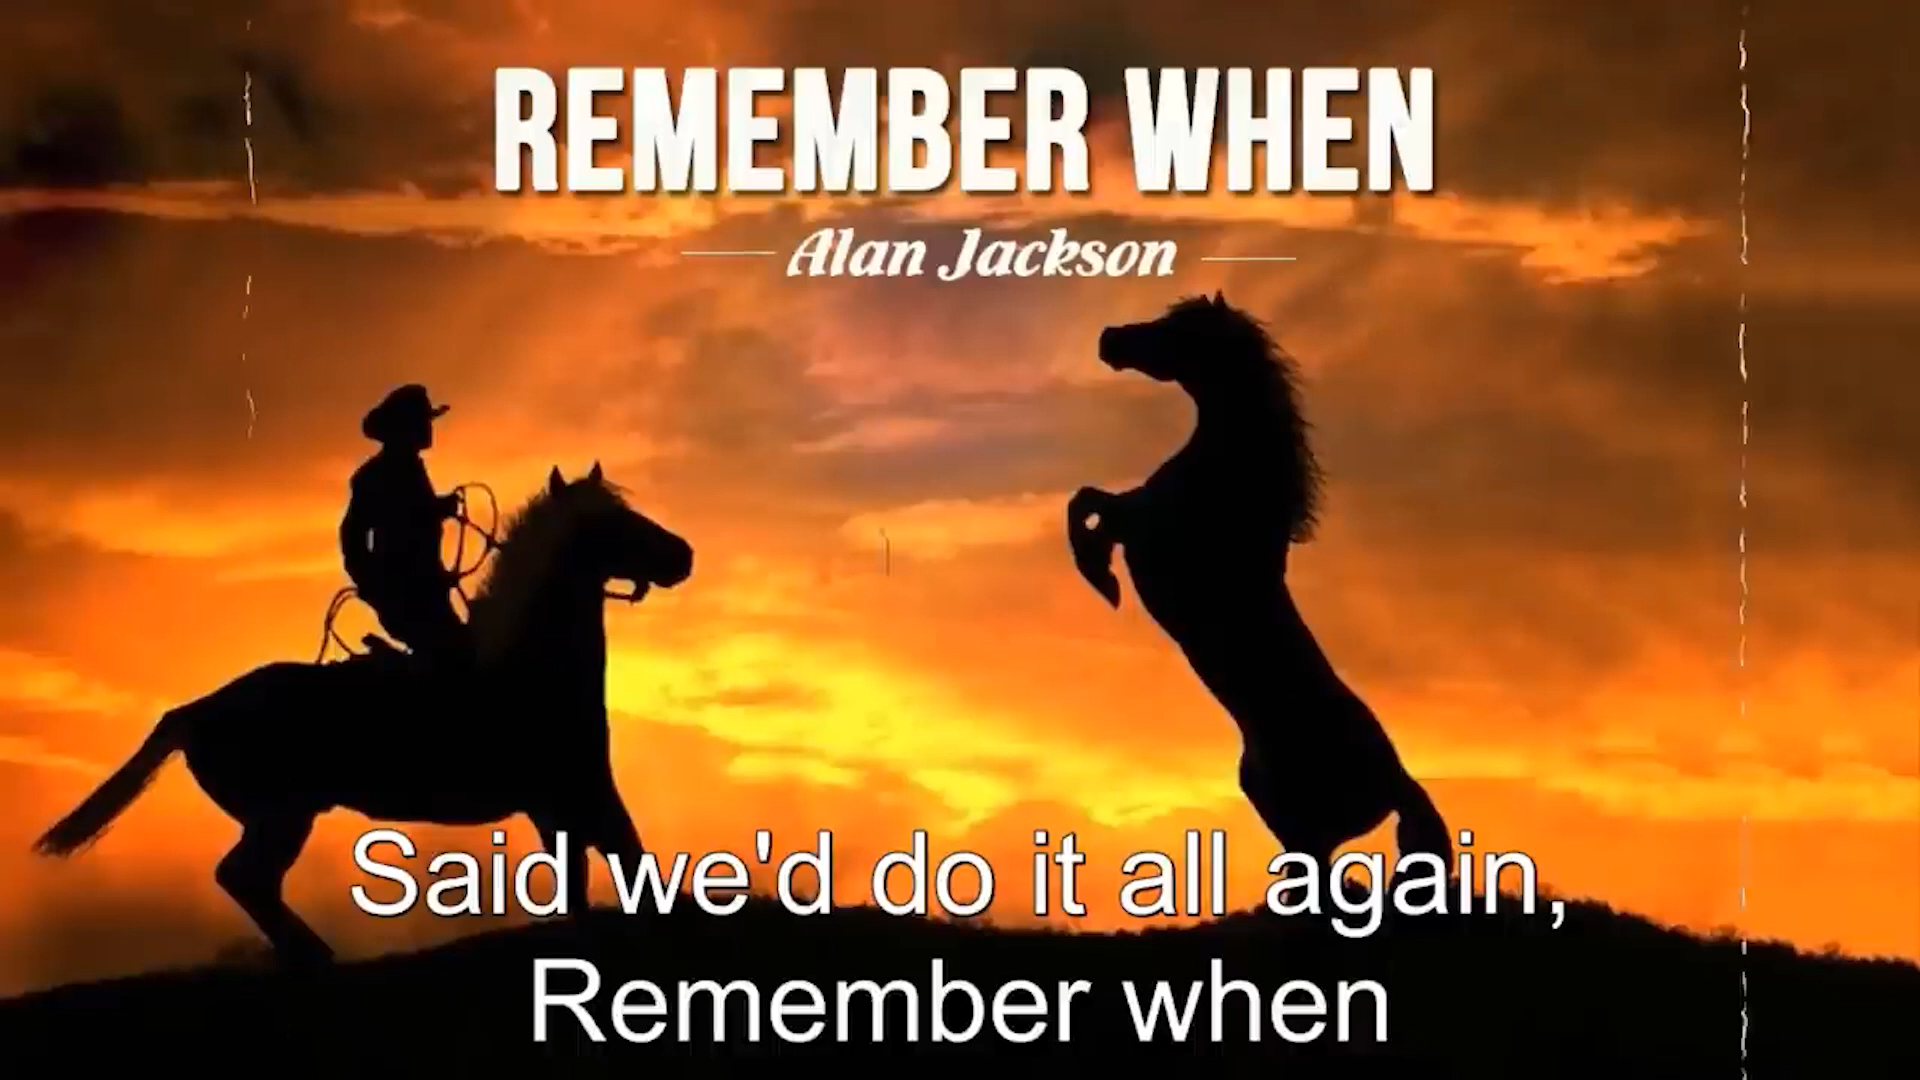 REMEMBER WHEN
Alan Jackson
Said we'd do it all again,
Remember when